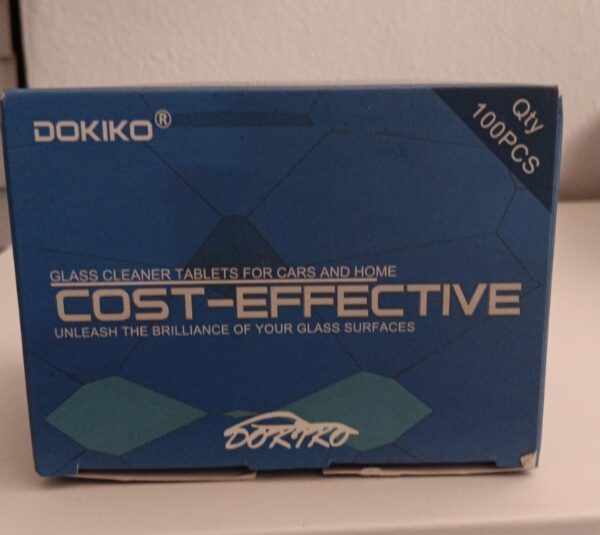 DOKIKO®
Qty
100PCS
GLASS CLEANER TABLETS FOR CARS AND HOME
COST-EFFECTIVE
UNLEASH THE BRILLIANCE OF YOUR GLASS SURFACES
DOKIKO